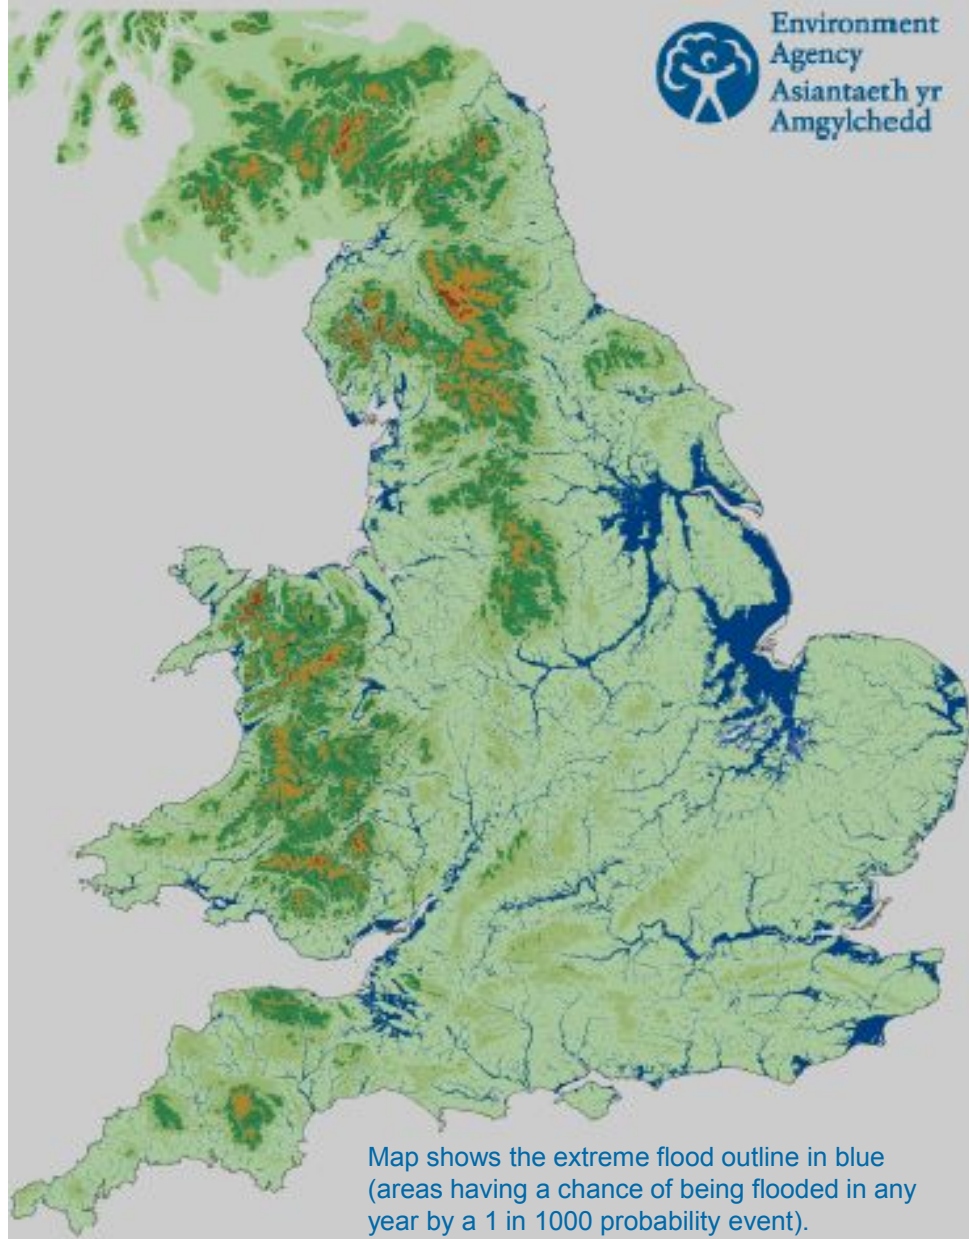 Environment
Agency
Asiantaeth yr
Amgylchedd
Map shows the extreme flood outline in blue
(areas having a chance of being flooded in any
year by a 1 in 1000 probability event).